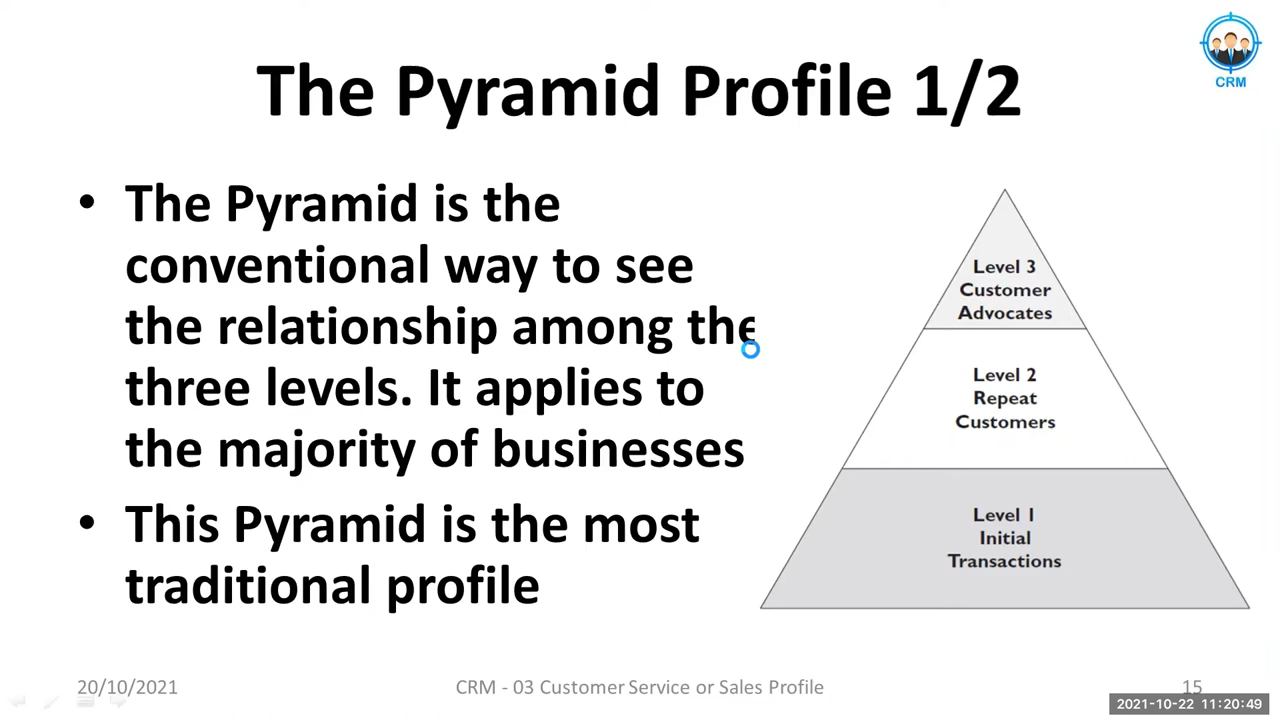 CRM
The Pyramid Profile 1/2
• The Pyramid is the
conventional way to see
the relationship among the
three levels. It applies to
the majority of businesses
• This Pyramid is the most
traditional profile
Level 3
Customer
Advocates
Level 2
Repeat
Customers
Level 1
Initial
Transactions
20/10/2021
CRM - 03 Customer Service or Sales Profile
15
2021-10-22 11:20:49